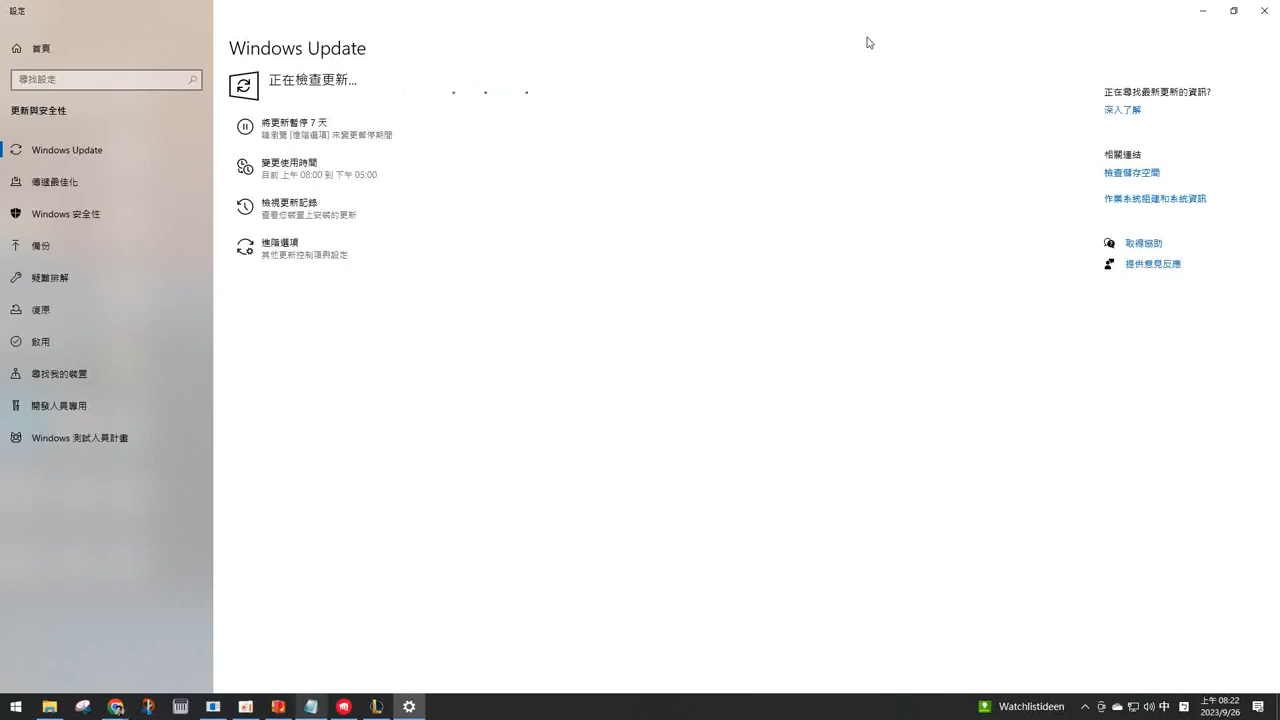 設定
首頁
尋找設定
更新與安全性
Windows Update
傳遞最佳化
Windows 安全性
備份
疑難排解
復原
啟用
尋找我的裝置
開發人員專用
Windows 測試人員計畫
Windows Update
正在檢查更新...
將更新暫停 7 天
請瀏覽 [進階選項] 來變更暫停期間
變更使用時間
目前 上午 08:00 到 下午 05:00
檢視更新記錄
查看您裝置上安裝的更新
進階選項
其他更新控制項與設定
正在尋找最新更新的資訊?
深入了解
相關連結
檢查儲存空間
作業系統組建和系統資訊
取得協助
提供意見反應
Watchlistideen
中
上午 08:22
2023/9/26